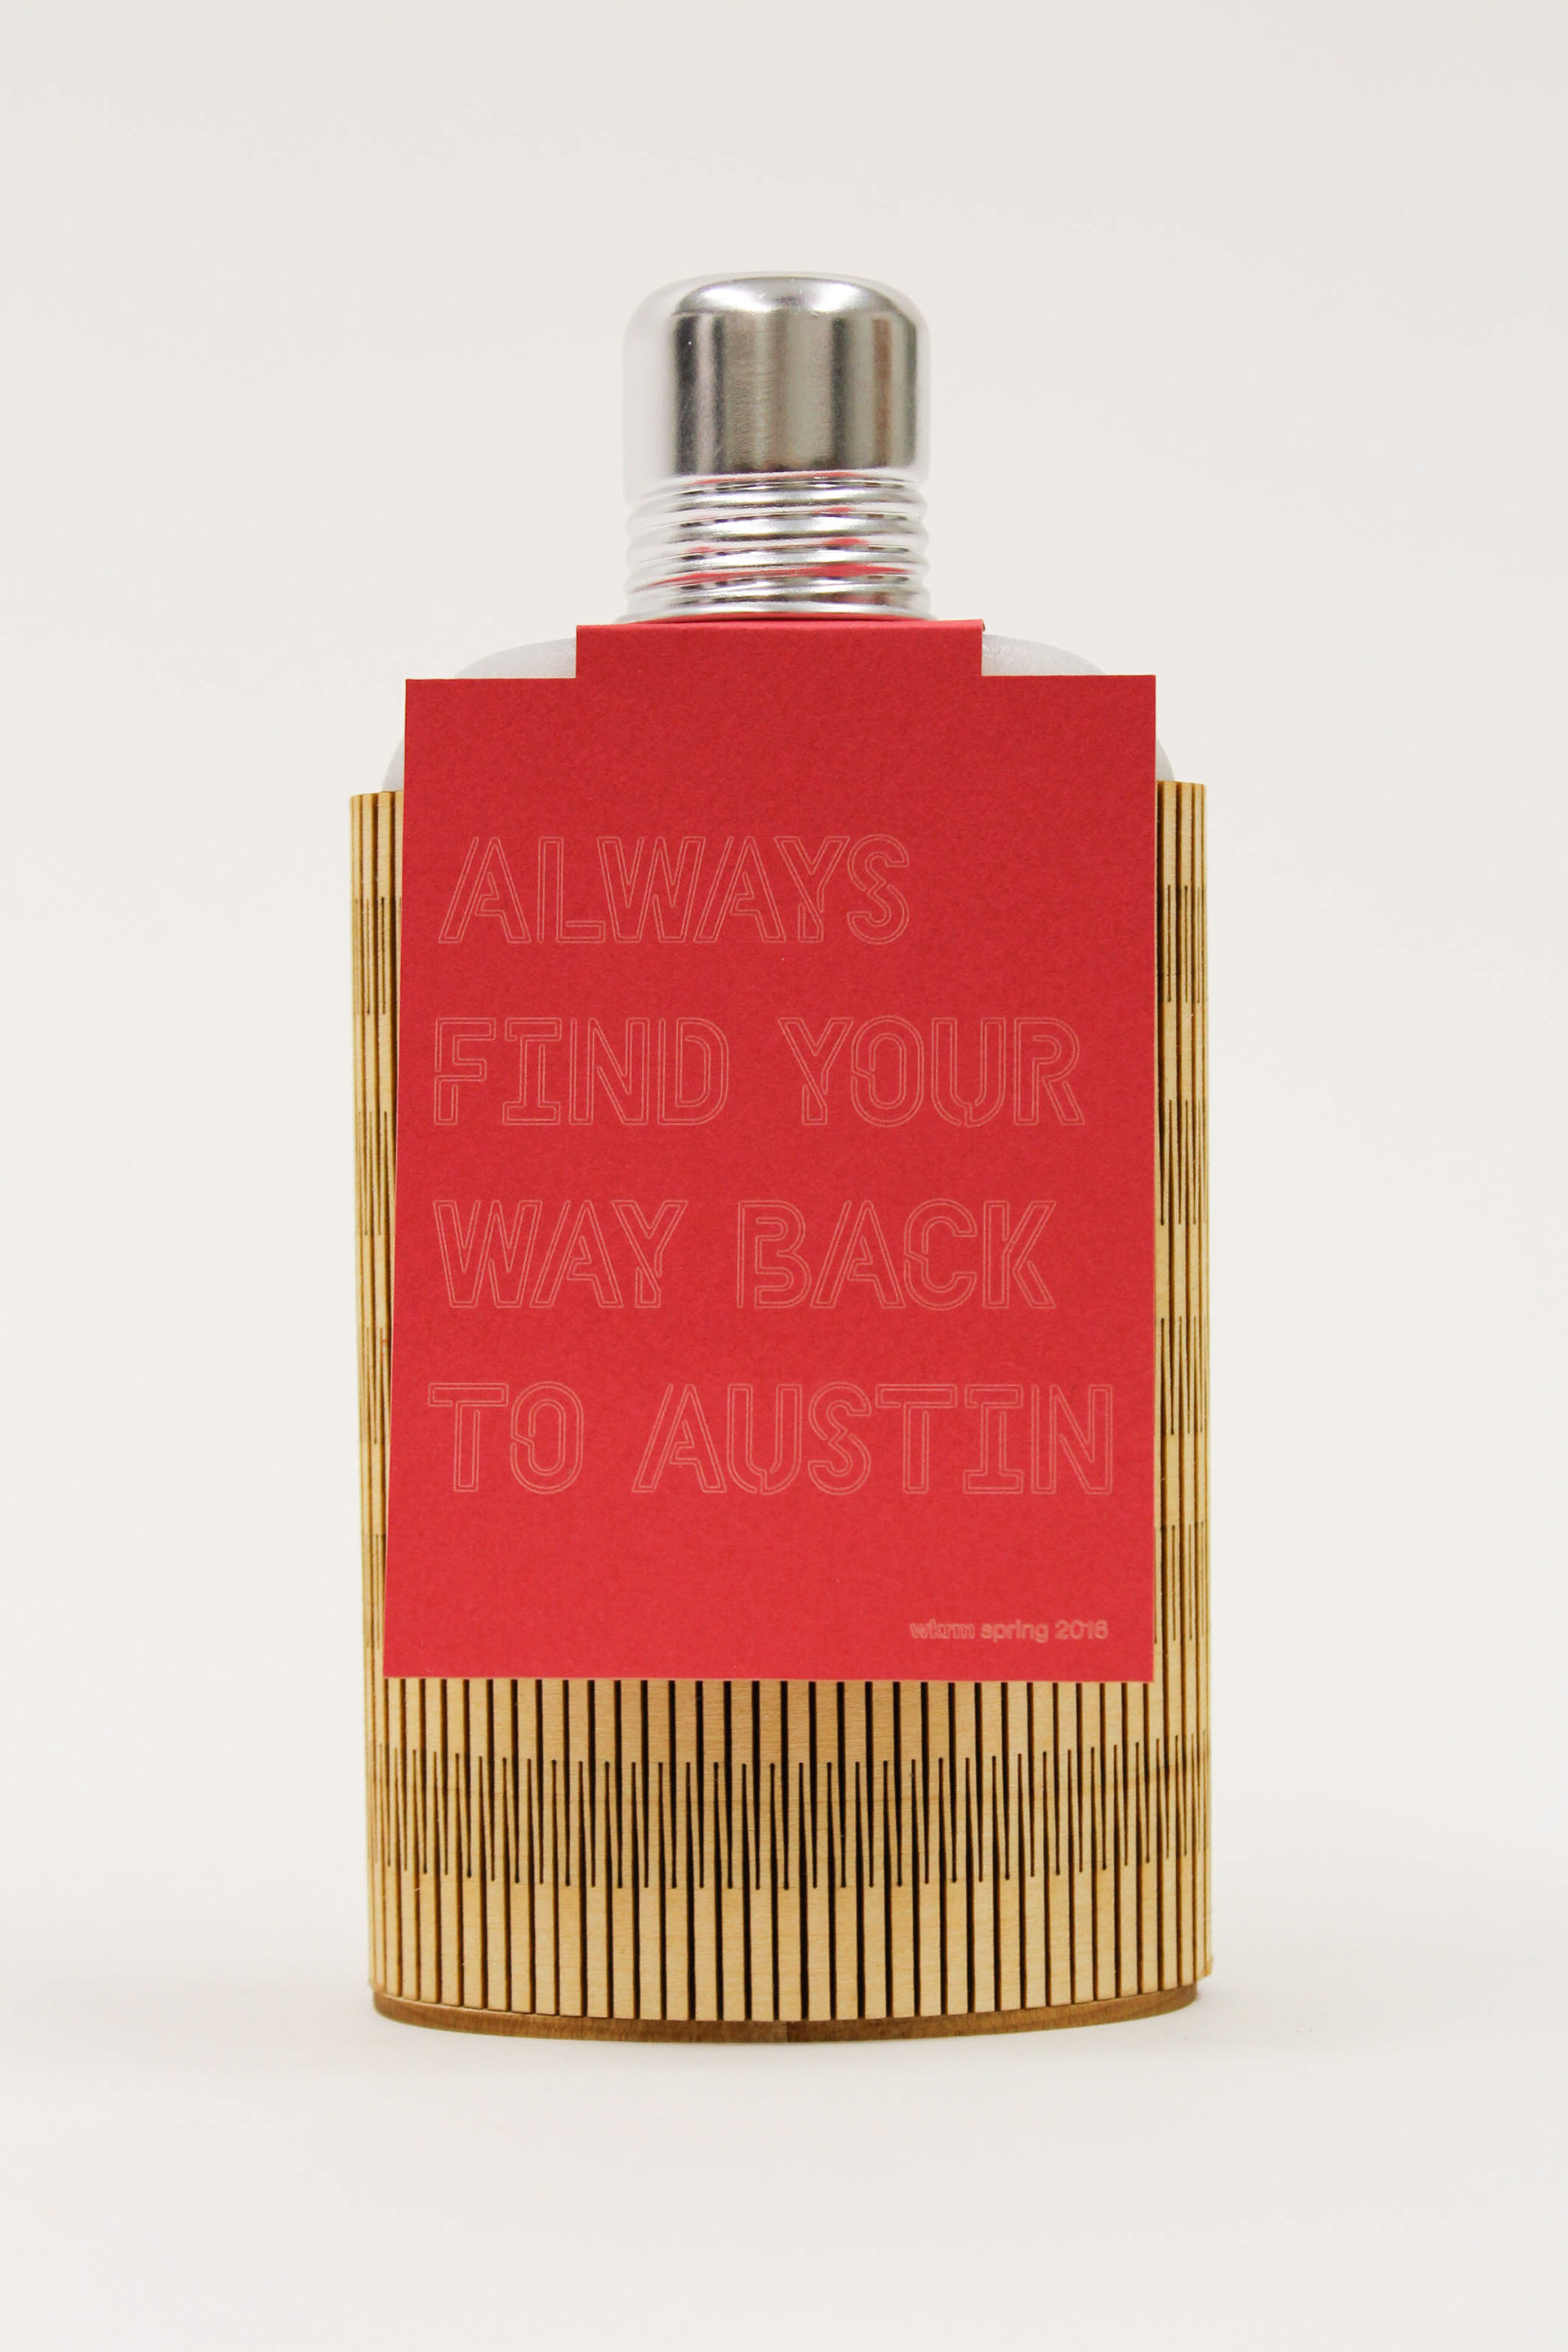 ALWAYS
FIND YOUR
WAY BACK
TO AUSTIN
wkrm spring 2016